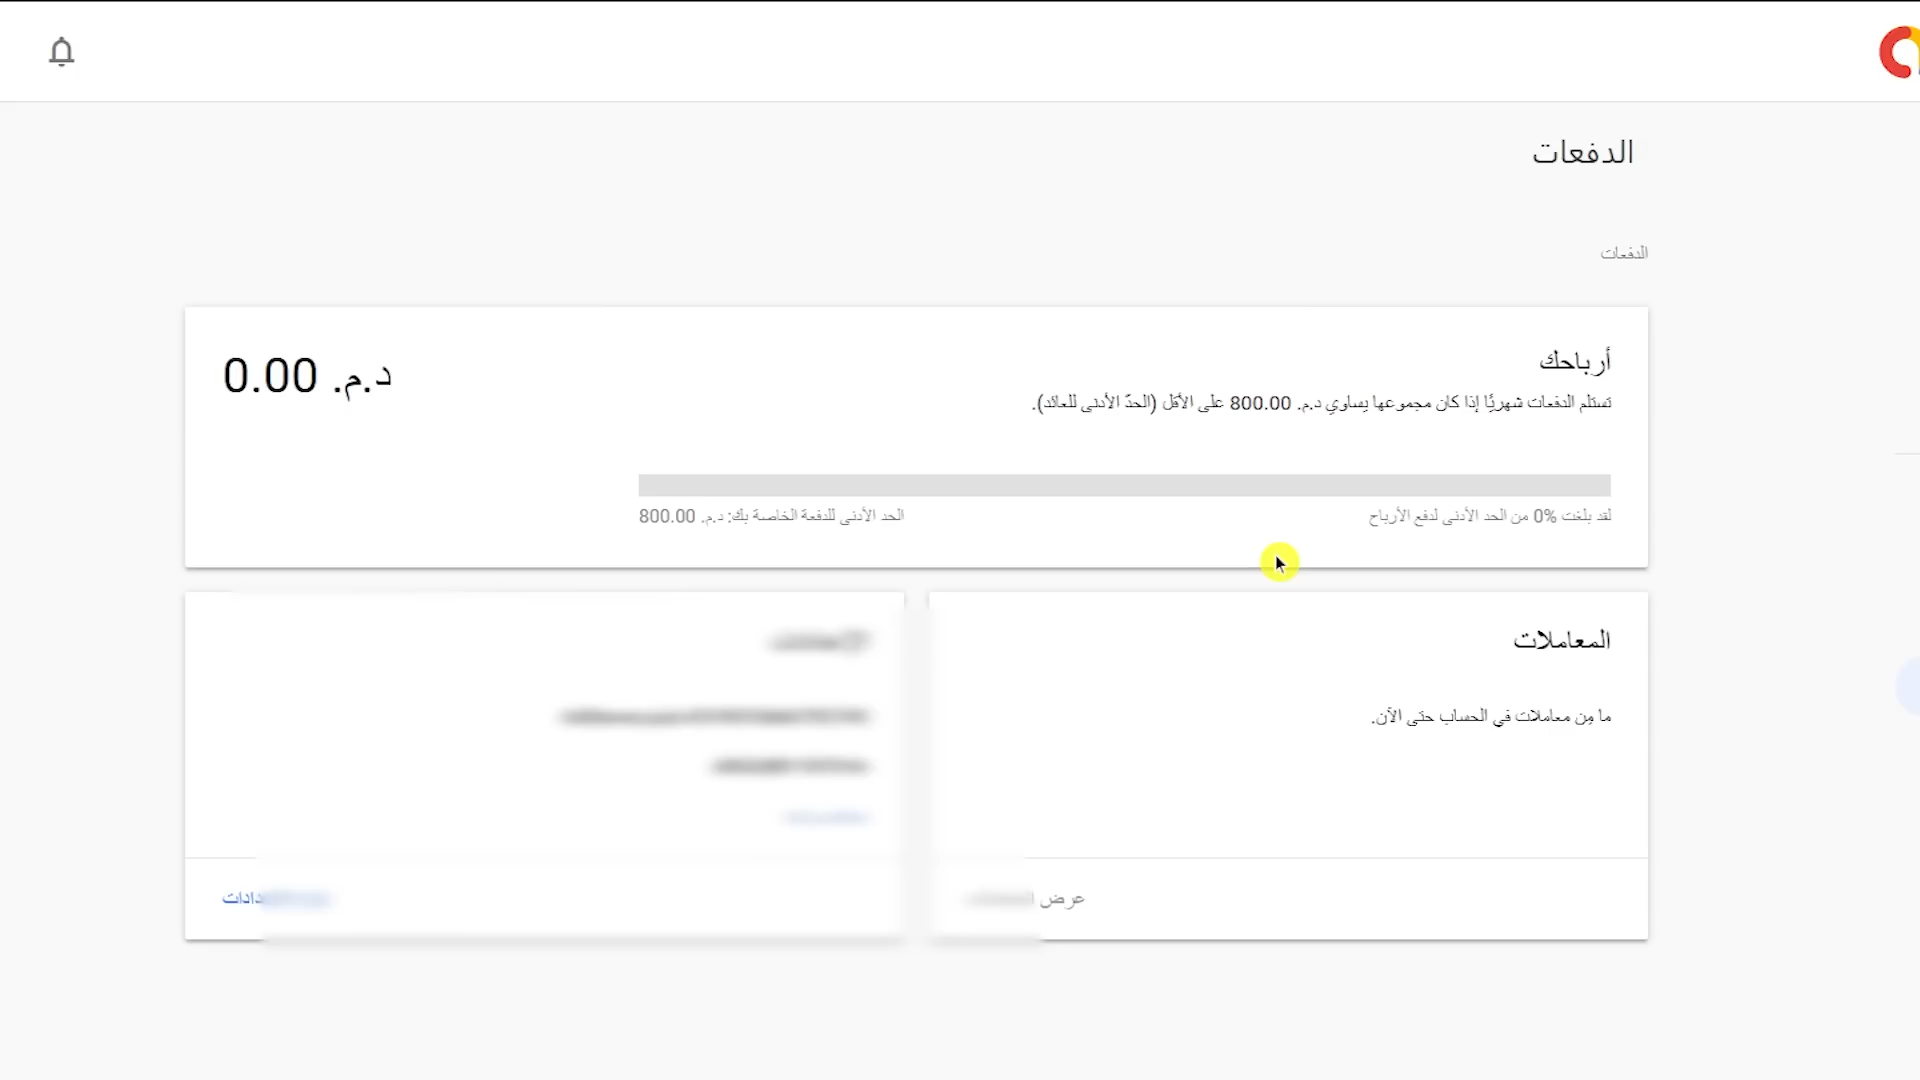 الدفعات
الدفعات
أرباحك
د.م. 0.00
تستلم الدفعات شهريًا إذا كان مجموعها يساوي د.م. 800.00 على الأقل (الحدّ الأدنى للعائد).
لقد بلغت 0% من الحد الأدنى لدفع الأرباح
الحد الأدنى للدفعة الخاصة بك: د.م. 800.00
المعاملات
ما من معاملات في الحساب حتى الآن.
عرض